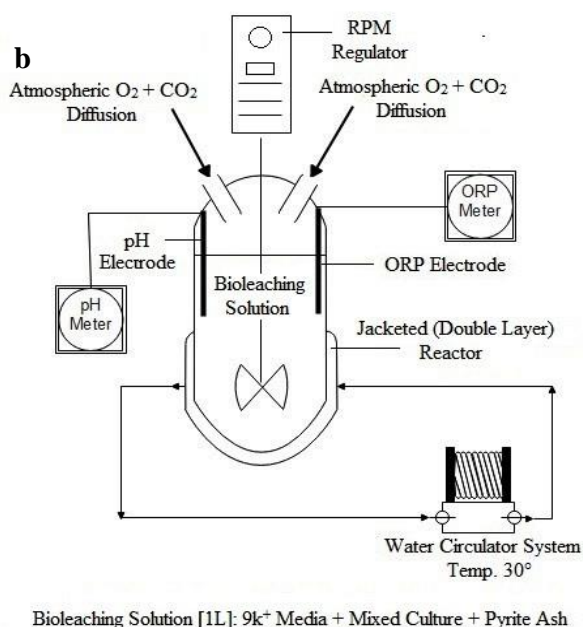 b
RPM
Regulator
Atmospheric O₂ + CO₂
Diffusion
Atmospheric O₂ + CO₂
Diffusion
ORP
Meter
pH
Electrode
ORP Electrode
Bioleaching
Solution
pH
Meter
Jacketed (Double Layer)
Reactor
Water Circulator System
Temp. 30°
Bioleaching Solution [1L]: 9k⁺ Media + Mixed Culture + Pyrite Ash